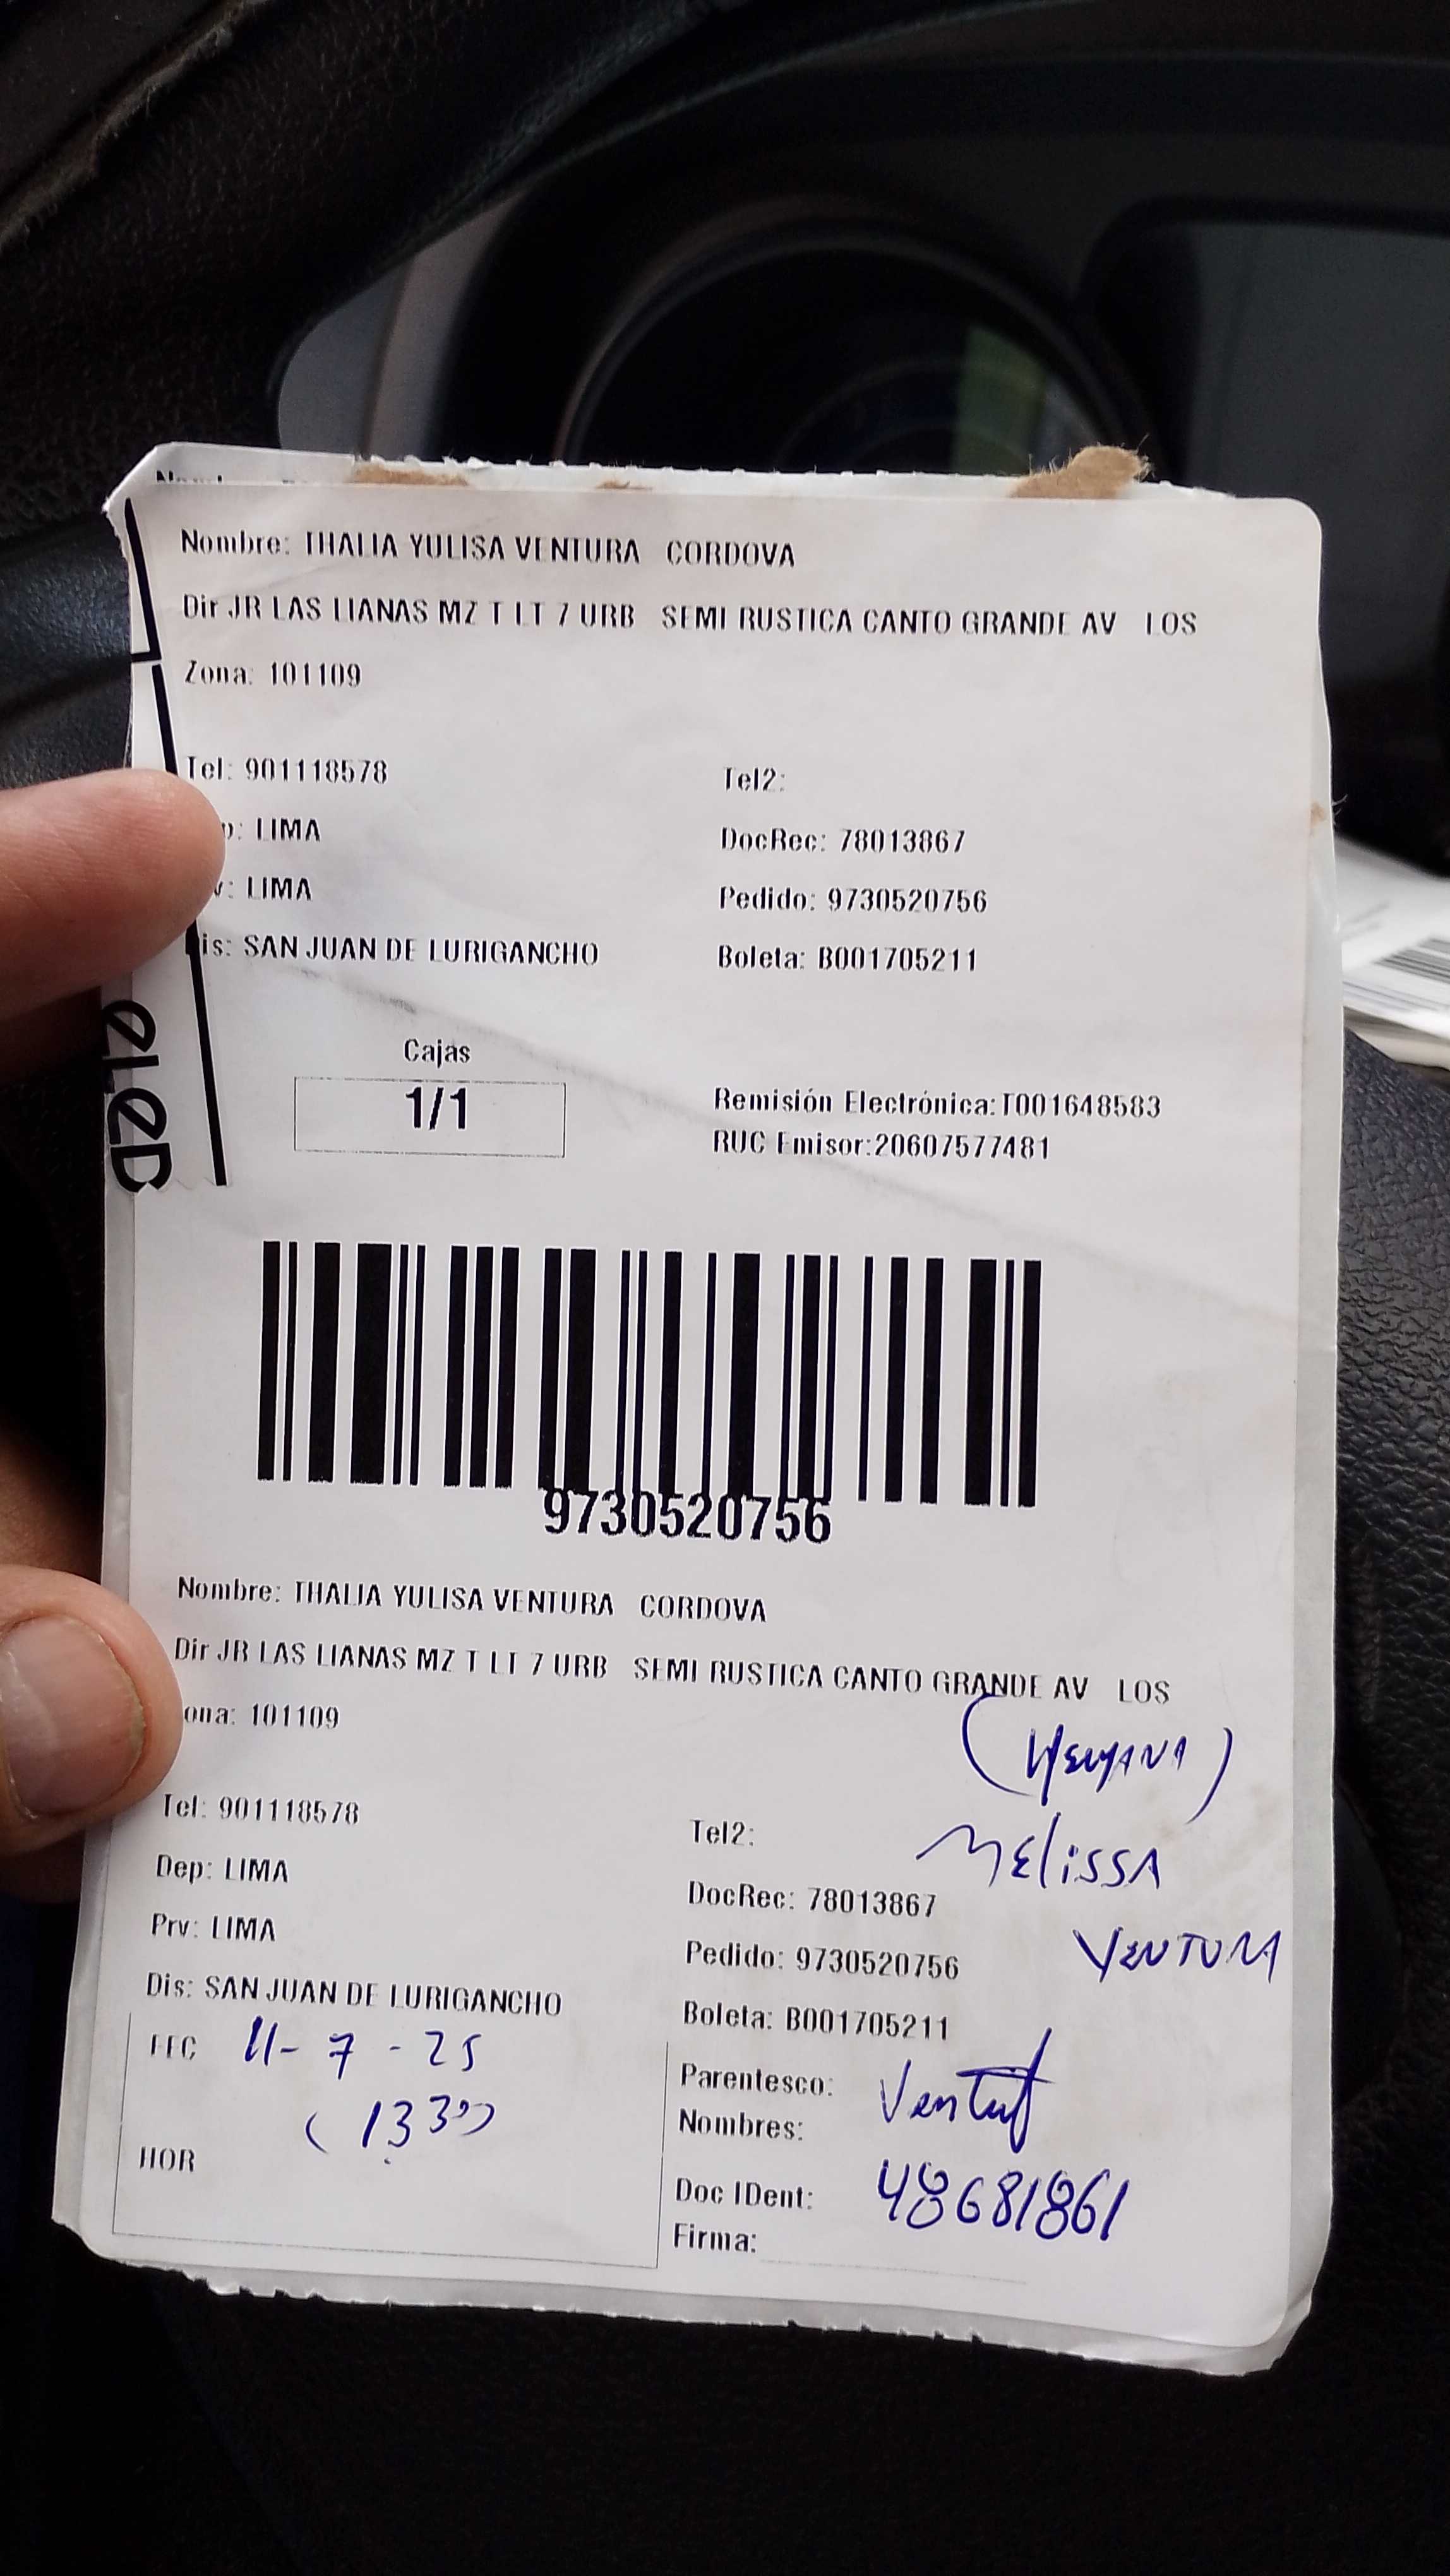 Nombre: THALIA YULISA VENTURA CORDOVA
Dir JR LAS LIANAS MZ T LT 7 URB SEMI RUSTICA CANTO GRANDE AV LOS
Zona: 101109
Tel: 901118578 Tel2:
: LIMA DocRec: 78013867
: LIMA Pedido: 9730520756
is: SAN JUAN DE LURIGANCHO Boleta: B001705211
Cajas
1/1
Remisión Electrónica:T001648583
RUC Emisor:20607577481
9730520756
Nombre: THALIA YULISA VENTURA CORDOVA
Dir JR LAS LIANAS MZ T LT 7 URB SEMI RUSTICA CANTO GRANDE AV LOS
ona: 101109
(HERMANA)
Tel: 901118578 Tel2:
MELISSA
Dep: LIMA DocRec: 78013867
VENTURA
Prv: LIMA Pedido: 9730520756
Dis: SAN JUAN DE LURIGANCHO Boleta: B001705211
FEC 11-7-25 Parentesco:
(1330) Nombres:
HOR
Doc IDent: 48681861
Firma: